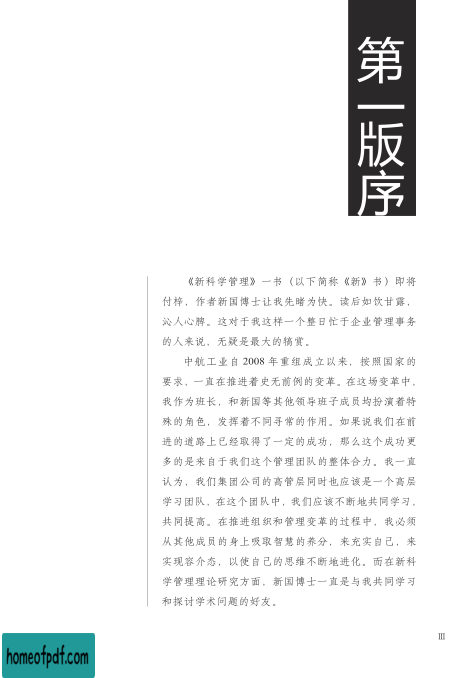 第一版序
《新科学管理》一书（以下简称《新》书）即将
付梓，作者新国博士让我先睹为快。读后如饮甘露，
沁人心脾。这对于我这样一个整日忙于企业管理事务
的人来说，无疑是最大的犒赏。
中航工业自 2008 年重组成立以来，按照国家的
要求，一直在推进着史无前例的变革。在这场变革中，
我作为班长，和新国等其他领导班子成员均扮演着特
殊的角色，发挥着不同寻常的作用。如果说我们在前
进的道路上已经取得了一定的成功，那么这个成功更
多的是来自于我们这个管理团队的整体合力。我一直
认为，我们集团公司的高管层同时也应该是一个高层
学习团队，在这个团队中，我们应该不断地共同学习，
共同提高。在推进组织和管理变革的过程中，我必须
从其他成员的身上吸取智慧的养分，来充实自己，来
实现容介态，以使自己的思维不断地进化。而在新科
学管理理论研究方面，新国博士一直是与我共同学习
和探讨学术问题的好友。
III
homeofpdf.com